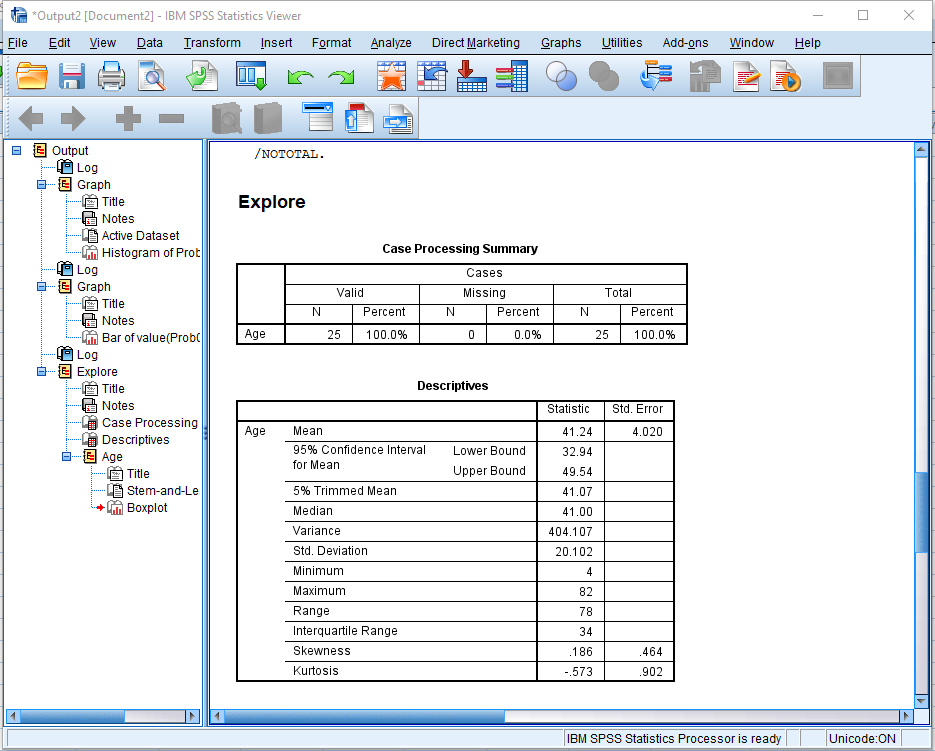 *Output2 [Document2] - IBM SPSS Statistics Viewer
File Edit View Data Transform Insert Format Analyze Direct Marketing Graphs Utilities Add-ons Window Help
Output
Log
Graph
Title
Notes
Active Dataset
Histogram of Prob
Log
Graph
Title
Notes
Bar of value(Prob
Log
Explore
Title
Notes
Case Processing
Descriptives
Age
Title
Stem-and-Le
Boxplot
/NOTOTAL.
Explore
Case Processing Summary
Cases
Valid Missing Total
N Percent N Percent N Percent
Age 25 100.0% 0 0.0% 25 100.0%
Descriptives
Statistic Std. Error
Age Mean 41.24 4.020
95% Confidence Interval Lower Bound 32.94
for Mean Upper Bound 49.54
5% Trimmed Mean 41.07
Median 41.00
Variance 404.107
Std. Deviation 20.102
Minimum 4
Maximum 82
Range 78
Interquartile Range 34
Skewness .186 .464
Kurtosis -.573 .902
IBM SPSS Statistics Processor is ready Unicode:ON